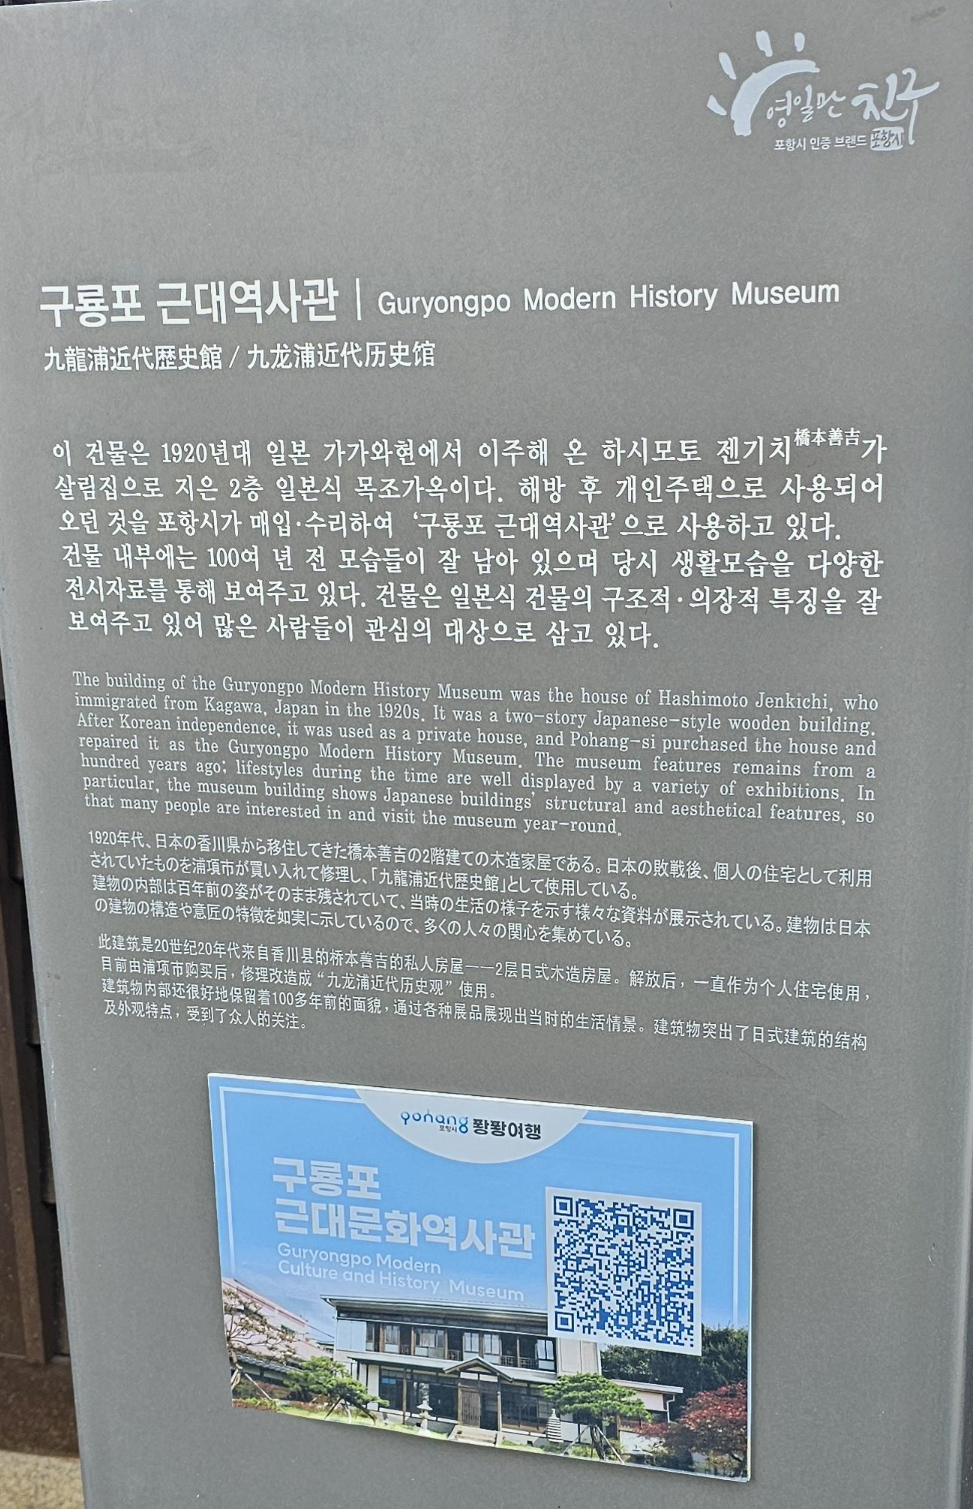 영일만 친구
포항시 인증 브랜드 포항시
구룡포 근대역사관 | Guryongpo Modern History Museum
九龍浦近代歴史館 / 九龙浦近代历史馆
이 건물은 1920년대 일본 가가와현에서 이주해 온 하시모토 젠기치橋本善吉가
살림집으로 지은 2층 일본식 목조가옥이다. 해방 후 개인주택으로 사용되어
오던 것을 포항시가 매입·수리하여 ‘구룡포 근대역사관’으로 사용하고 있다.
건물 내부에는 100여 년 전 모습들이 잘 남아 있으며 당시 생활모습을 다양한
전시자료를 통해 보여주고 있다. 건물은 일본식 건물의 구조적·의장적 특징을 잘
보여주고 있어 많은 사람들이 관심의 대상으로 삼고 있다.
The building of the Guryongpo Modern History Museum was the house of Hashimoto Jenkichi, who
immigrated from Kagawa, Japan in the 1920s. It was a two-story Japanese-style wooden building.
After Korean independence, it was used as a private house, and Pohang-si purchased the house and
repaired it as the Guryongpo Modern History Museum. The museum features remains from a
hundred years ago; lifestyles during the time are well displayed by a variety of exhibitions. In
particular, the museum building shows Japanese buildings' structural and aesthetical features, so
that many people are interested in and visit the museum year-round.
1920年代、日本の香川県から移住してきた橋本善吉の2階建ての木造家屋である。日本の敗戦後、個人の住宅として利用
されていたものを浦項市が買い入れて修理し、「九龍浦近代歴史館」として使用している。
建物の内部は百年前の姿がそのまま残されていて、当時の生活の様子を示す様々な資料が展示されている。建物は日本
の建物の構造や意匠の特徴を如実に示しているので、多くの人々の関心を集めている。
此建筑是20世纪20年代来自香川县的桥本善吉的私人房屋——2层日式木造房屋。解放后，一直作为个人住宅使用，
目前由浦项市购买后，修理改造成“九龙浦近代历史观”使用。
建筑物内部还很好地保留着100多年前的面貌，通过各种展品展现出当时的生活情景。建筑物突出了日式建筑的结构
及外观特点，受到了众人的关注。
pohang
포항시 퐝퐝여행
구룡포
근대문화역사관
Guryongpo Modern
Culture and History Museum